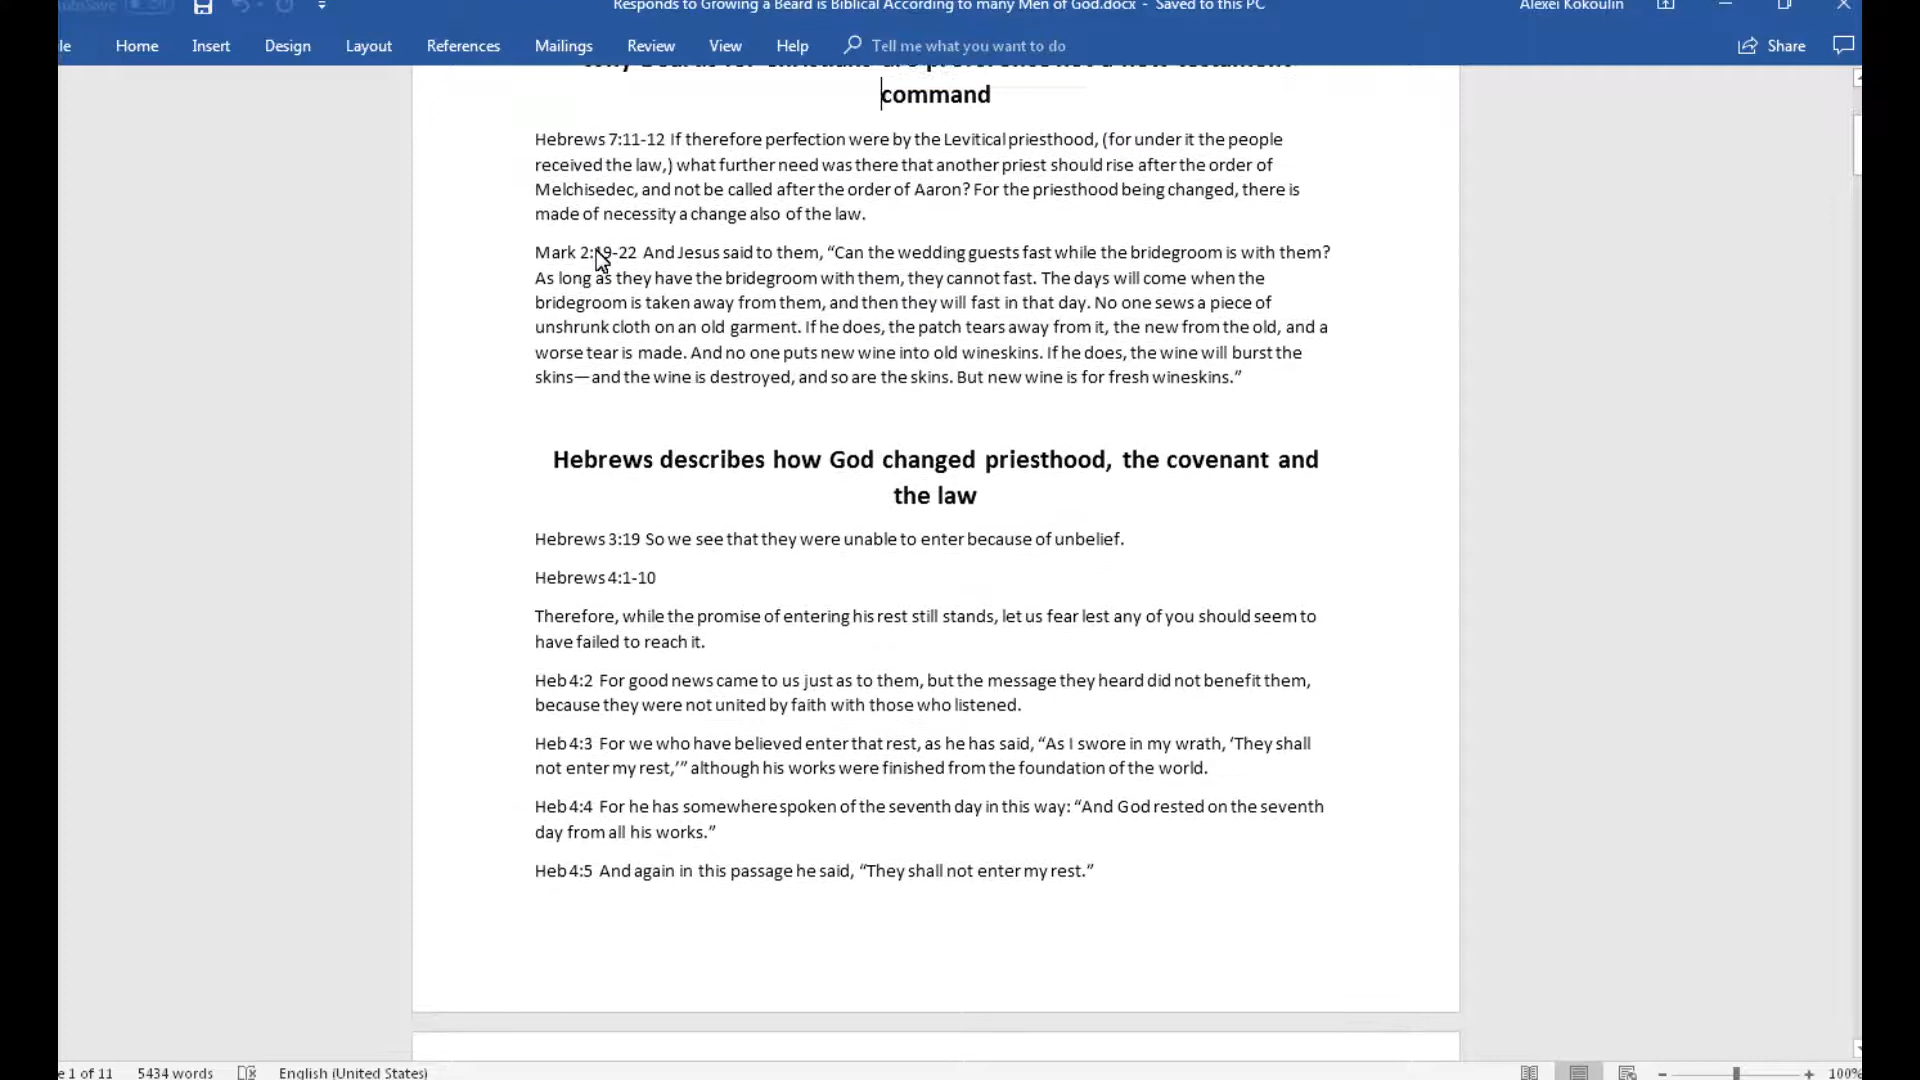 AutoSave
Responds to Growing a Beard is Biblical According to many Men of God.docx - Saved to this PC
Alexei Kokoulin
le Home Insert Design Layout References Mailings Review View Help Tell me what you want to do Share
Why Beards for Christians are preference not a new testament
command
Hebrews 7:11-12 If therefore perfection were by the Levitical priesthood, (for under it the people
received the law,) what further need was there that another priest should rise after the order of
Melchisedec, and not be called after the order of Aaron? For the priesthood being changed, there is
made of necessity a change also of the law.
Mark 2:19-22 And Jesus said to them, “Can the wedding guests fast while the bridegroom is with them?
As long as they have the bridegroom with them, they cannot fast. The days will come when the
bridegroom is taken away from them, and then they will fast in that day. No one sews a piece of
unshrunk cloth on an old garment. If he does, the patch tears away from it, the new from the old, and a
worse tear is made. And no one puts new wine into old wineskins. If he does, the wine will burst the
skins—and the wine is destroyed, and so are the skins. But new wine is for fresh wineskins.”
Hebrews describes how God changed priesthood, the covenant and
the law
Hebrews 3:19 So we see that they were unable to enter because of unbelief.
Hebrews 4:1-10
Therefore, while the promise of entering his rest still stands, let us fear lest any of you should seem to
have failed to reach it.
Heb 4:2 For good news came to us just as to them, but the message they heard did not benefit them,
because they were not united by faith with those who listened.
Heb 4:3 For we who have believed enter that rest, as he has said, “As I swore in my wrath, ‘They shall
not enter my rest,’” although his works were finished from the foundation of the world.
Heb 4:4 For he has somewhere spoken of the seventh day in this way: “And God rested on the seventh
day from all his works.”
Heb 4:5 And again in this passage he said, “They shall not enter my rest.”
e 1 of 11 5434 words English (United States) 100%